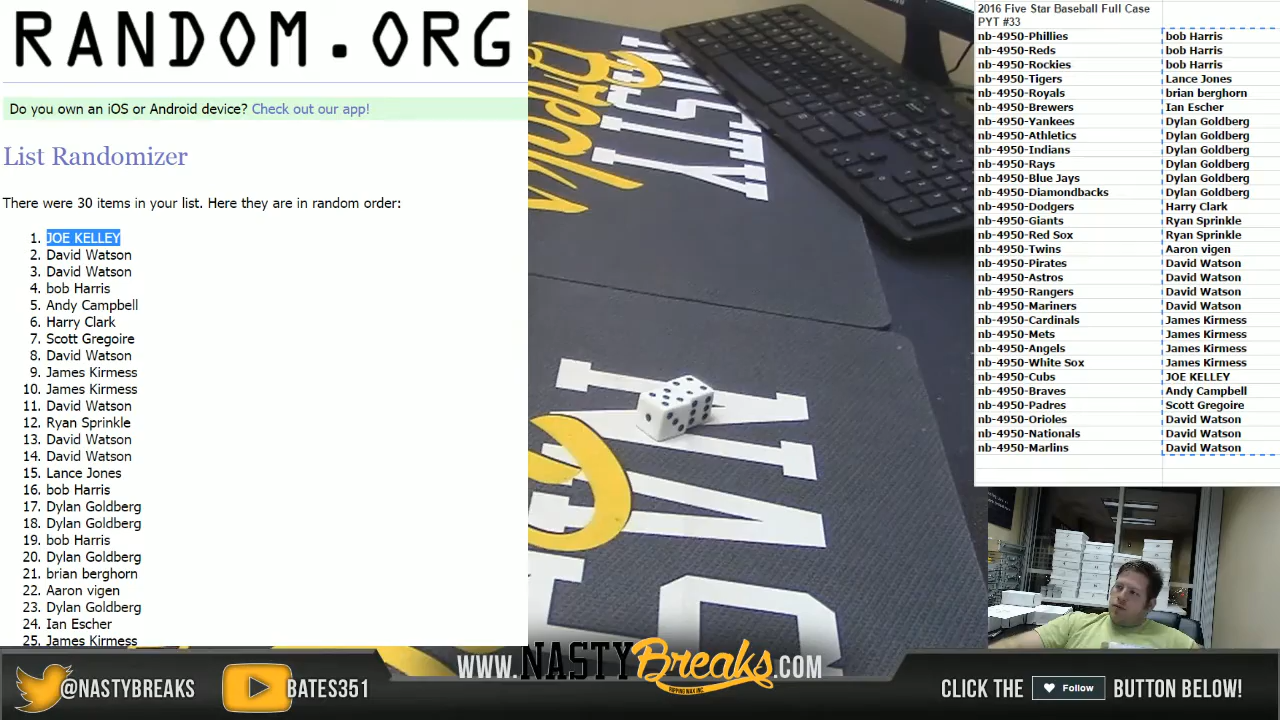 RANDOM.ORG
Do you own an iOS or Android device? Check out our app!
List Randomizer
There were 30 items in your list. Here they are in random order:
1. JOE KELLEY
2. David Watson
3. David Watson
4. bob Harris
5. Andy Campbell
6. Harry Clark
7. Scott Gregoire
8. David Watson
9. James Kirmess
10. James Kirmess
11. David Watson
12. Ryan Sprinkle
13. David Watson
14. David Watson
15. Lance Jones
16. bob Harris
17. Dylan Goldberg
18. Dylan Goldberg
19. bob Harris
20. Dylan Goldberg
21. brian berghorn
22. Aaron vigen
23. Dylan Goldberg
24. Ian Escher
25. James Kirmess
2016 Five Star Baseball Full Case
PYT #33
nb-4950-Phillies bob Harris
nb-4950-Reds bob Harris
nb-4950-Rockies bob Harris
nb-4950-Tigers Lance Jones
nb-4950-Royals brian berghorn
nb-4950-Brewers Ian Escher
nb-4950-Yankees Dylan Goldberg
nb-4950-Athletics Dylan Goldberg
nb-4950-Indians Dylan Goldberg
nb-4950-Rays Dylan Goldberg
nb-4950-Blue Jays Dylan Goldberg
nb-4950-Diamondbacks Dylan Goldberg
nb-4950-Dodgers Harry Clark
nb-4950-Giants Ryan Sprinkle
nb-4950-Red Sox Ryan Sprinkle
nb-4950-Twins Aaron vigen
nb-4950-Pirates David Watson
nb-4950-Astros David Watson
nb-4950-Rangers David Watson
nb-4950-Mariners David Watson
nb-4950-Cardinals James Kirmess
nb-4950-Mets James Kirmess
nb-4950-Angels James Kirmess
nb-4950-White Sox James Kirmess
nb-4950-Cubs JOE KELLEY
nb-4950-Braves Andy Campbell
nb-4950-Padres Scott Gregoire
nb-4950-Orioles David Watson
nb-4950-Nationals David Watson
nb-4950-Marlins David Watson
@NASTYBREAKS
BATES351
WWW.NASTYBreaks.COM
RIPPING WAX INC.
CLICK THE Follow BUTTON BELOW!